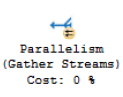 Parallelism
(Gather Streams)
Cost: 0 %